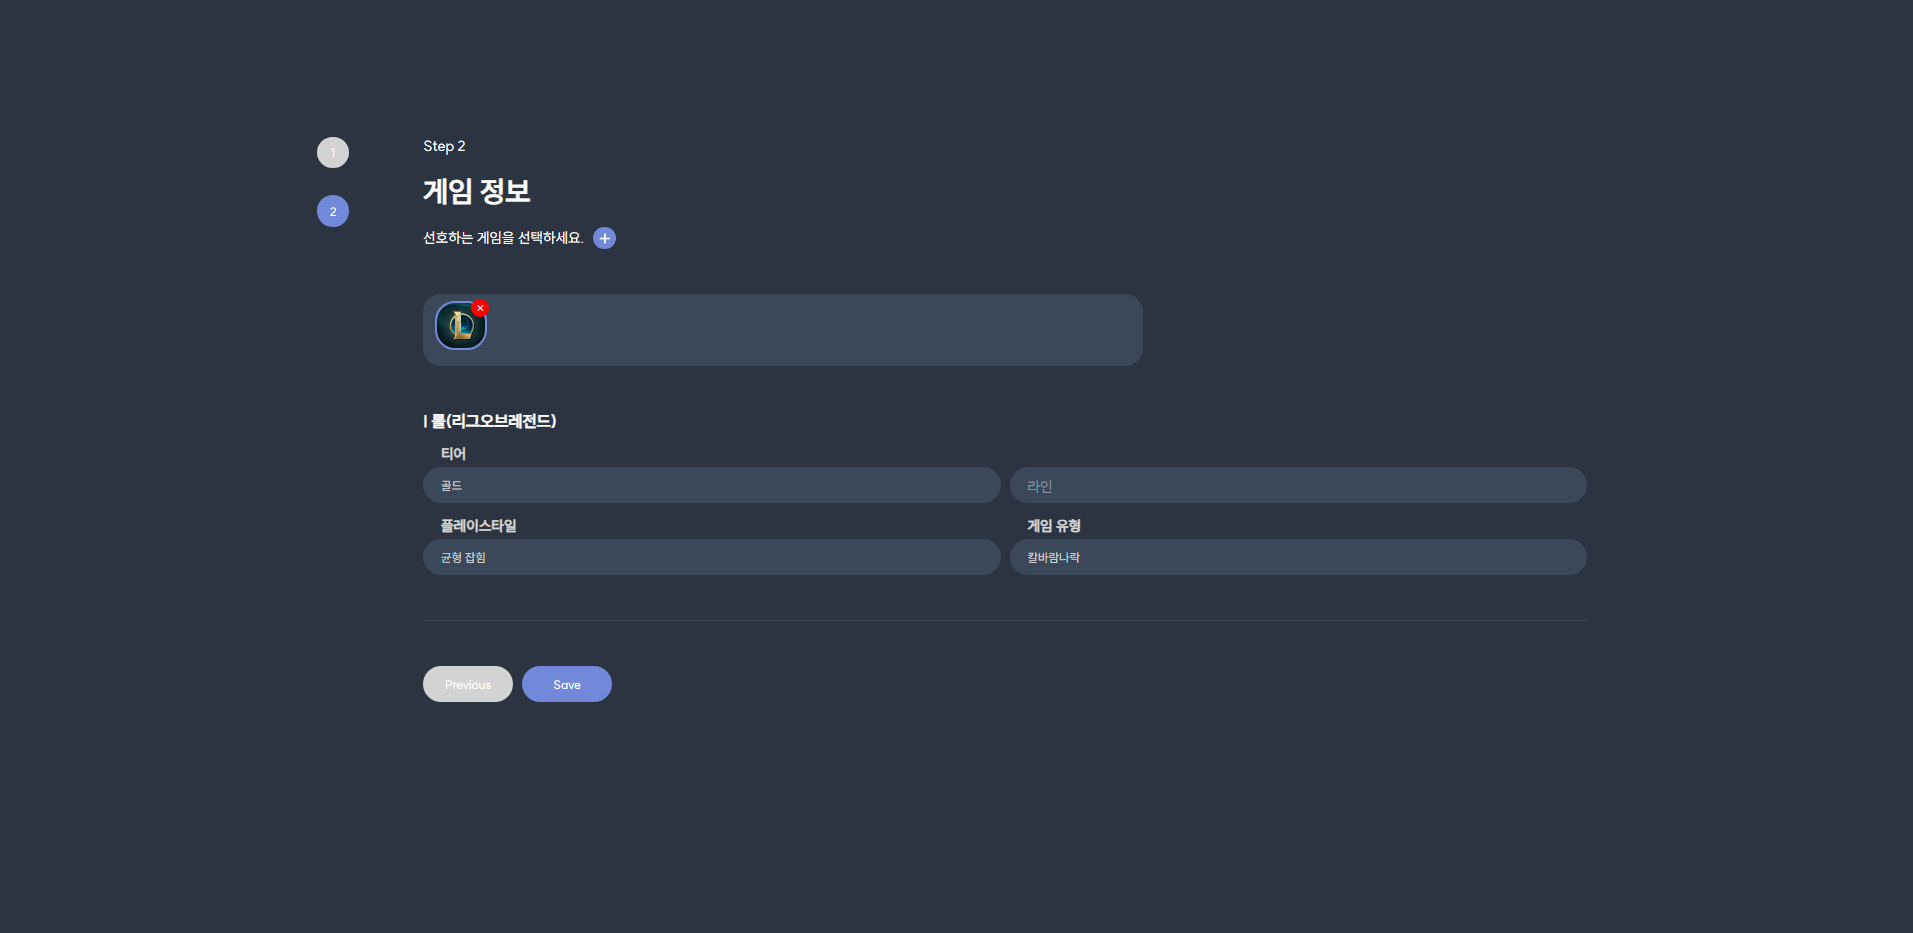 1
Step 2
게임 정보
2
선호하는 게임을 선택하세요.
| 롤(리그오브레전드)
티어
골드
라인
플레이스타일
게임 유형
균형 잡힘
칼바람나락
Previous
Save